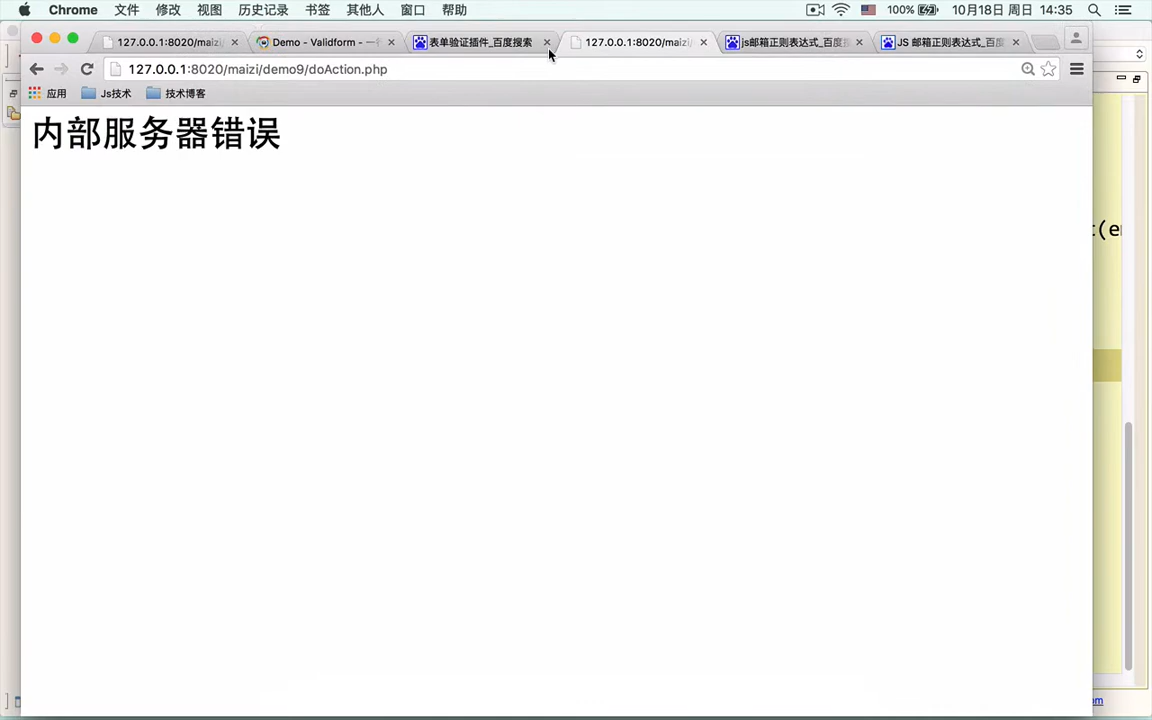 Chrome 文件 修改 视图 历史记录 书签 其他人 窗口 帮助 100% 10月18日 周日 14:35
127.0.0.1:8020/maizi/ Demo - Validform - 一 表单验证插件_百度搜索 127.0.0.1:8020/maizi/ js邮箱正则表达式_百度 JS 邮箱正则表达式_百度
127.0.0.1:8020/maizi/demo9/doAction.php
应用 Js技术 技术博客
内部服务器错误